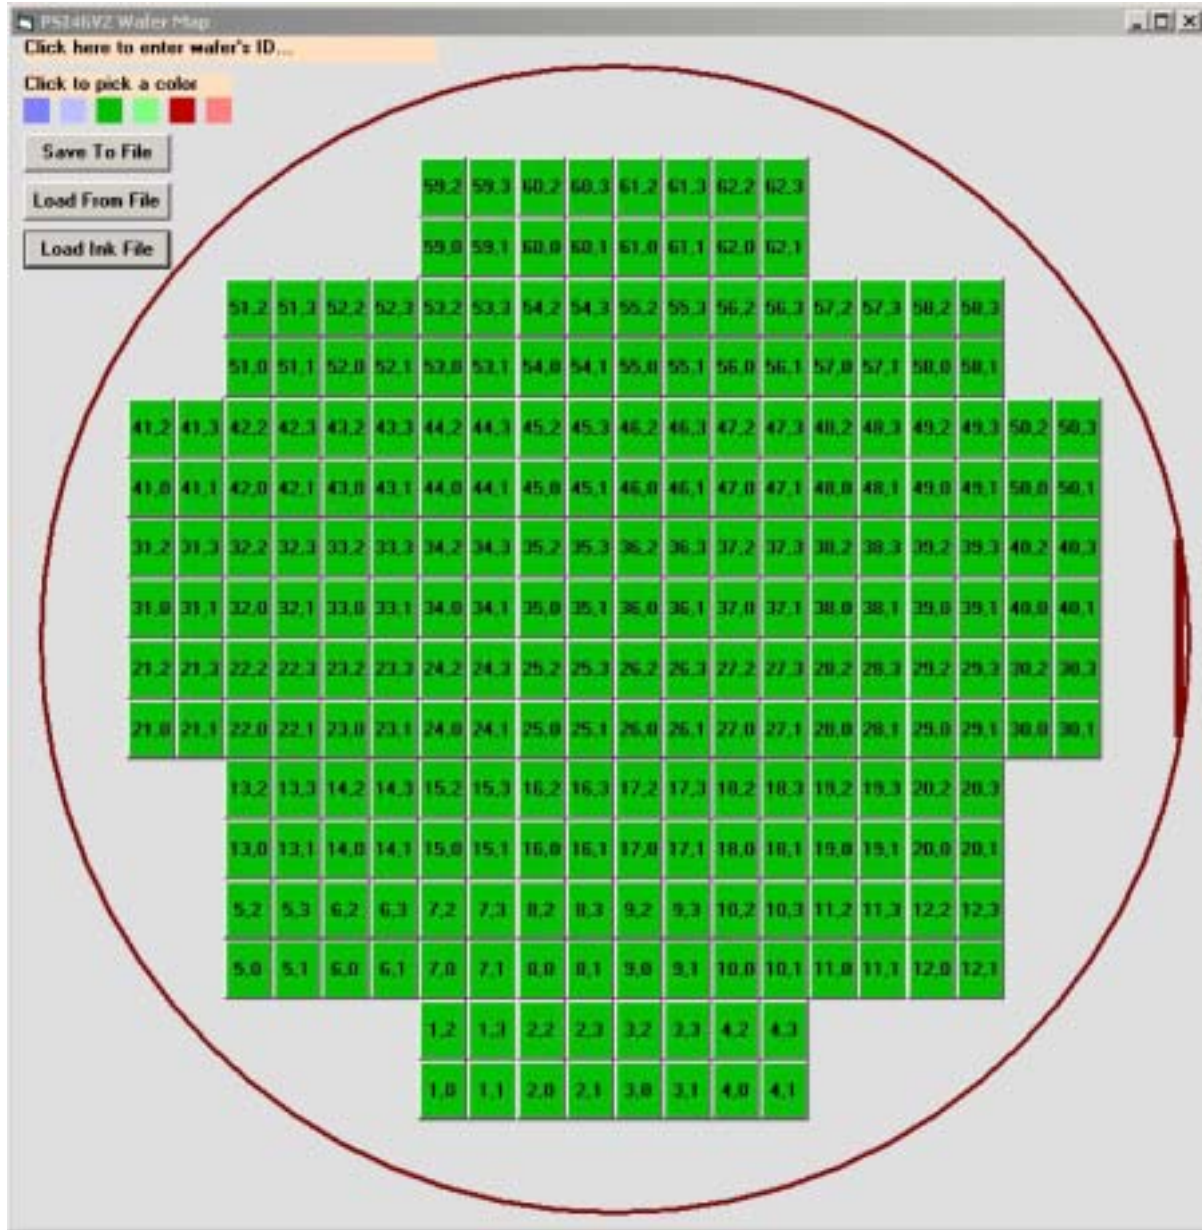 PSI46V2 Wafer Map
Click here to enter wafer's ID...
Click to pick a color
Save To File
Load From File
Load Ink File
59,2 59,3 60,2 60,3 61,2 61,3 62,2 62,3
59,0 59,1 60,0 60,1 61,0 61,1 62,0 62,1
51,2 51,3 52,2 52,3 53,2 53,3 54,2 54,3 55,2 55,3 56,2 56,3 57,2 57,3 58,2 58,3
51,0 51,1 52,0 52,1 53,0 53,1 54,0 54,1 55,0 55,1 56,0 56,1 57,0 57,1 58,0 58,1
41,2 41,3 42,2 42,3 43,2 43,3 44,2 44,3 45,2 45,3 46,2 46,3 47,2 47,3 48,2 48,3 49,2 49,3 50,2 50,3
41,0 41,1 42,0 42,1 43,0 43,1 44,0 44,1 45,0 45,1 46,0 46,1 47,0 47,1 48,0 48,1 49,0 49,1 50,0 50,1
31,2 31,3 32,2 32,3 33,2 33,3 34,2 34,3 35,2 35,3 36,2 36,3 37,2 37,3 38,2 38,3 39,2 39,3 40,2 40,3
31,0 31,1 32,0 32,1 33,0 33,1 34,0 34,1 35,0 35,1 36,0 36,1 37,0 37,1 38,0 38,1 39,0 39,1 40,0 40,1
21,2 21,3 22,2 22,3 23,2 23,3 24,2 24,3 25,2 25,3 26,2 26,3 27,2 27,3 28,2 28,3 29,2 29,3 30,2 30,3
21,0 21,1 22,0 22,1 23,0 23,1 24,0 24,1 25,0 25,1 26,0 26,1 27,0 27,1 28,0 28,1 29,0 29,1 30,0 30,1
13,2 13,3 14,2 14,3 15,2 15,3 16,2 16,3 17,2 17,3 18,2 18,3 19,2 19,3 20,2 20,3
13,0 13,1 14,0 14,1 15,0 15,1 16,0 16,1 17,0 17,1 18,0 18,1 19,0 19,1 20,0 20,1
5,2 5,3 6,2 6,3 7,2 7,3 8,2 8,3 9,2 9,3 10,2 10,3 11,2 11,3 12,2 12,3
5,0 5,1 6,0 6,1 7,0 7,1 8,0 8,1 9,0 9,1 10,0 10,1 11,0 11,1 12,0 12,1
1,2 1,3 2,2 2,3 3,2 3,3 4,2 4,3
1,0 1,1 2,0 2,1 3,0 3,1 4,0 4,1